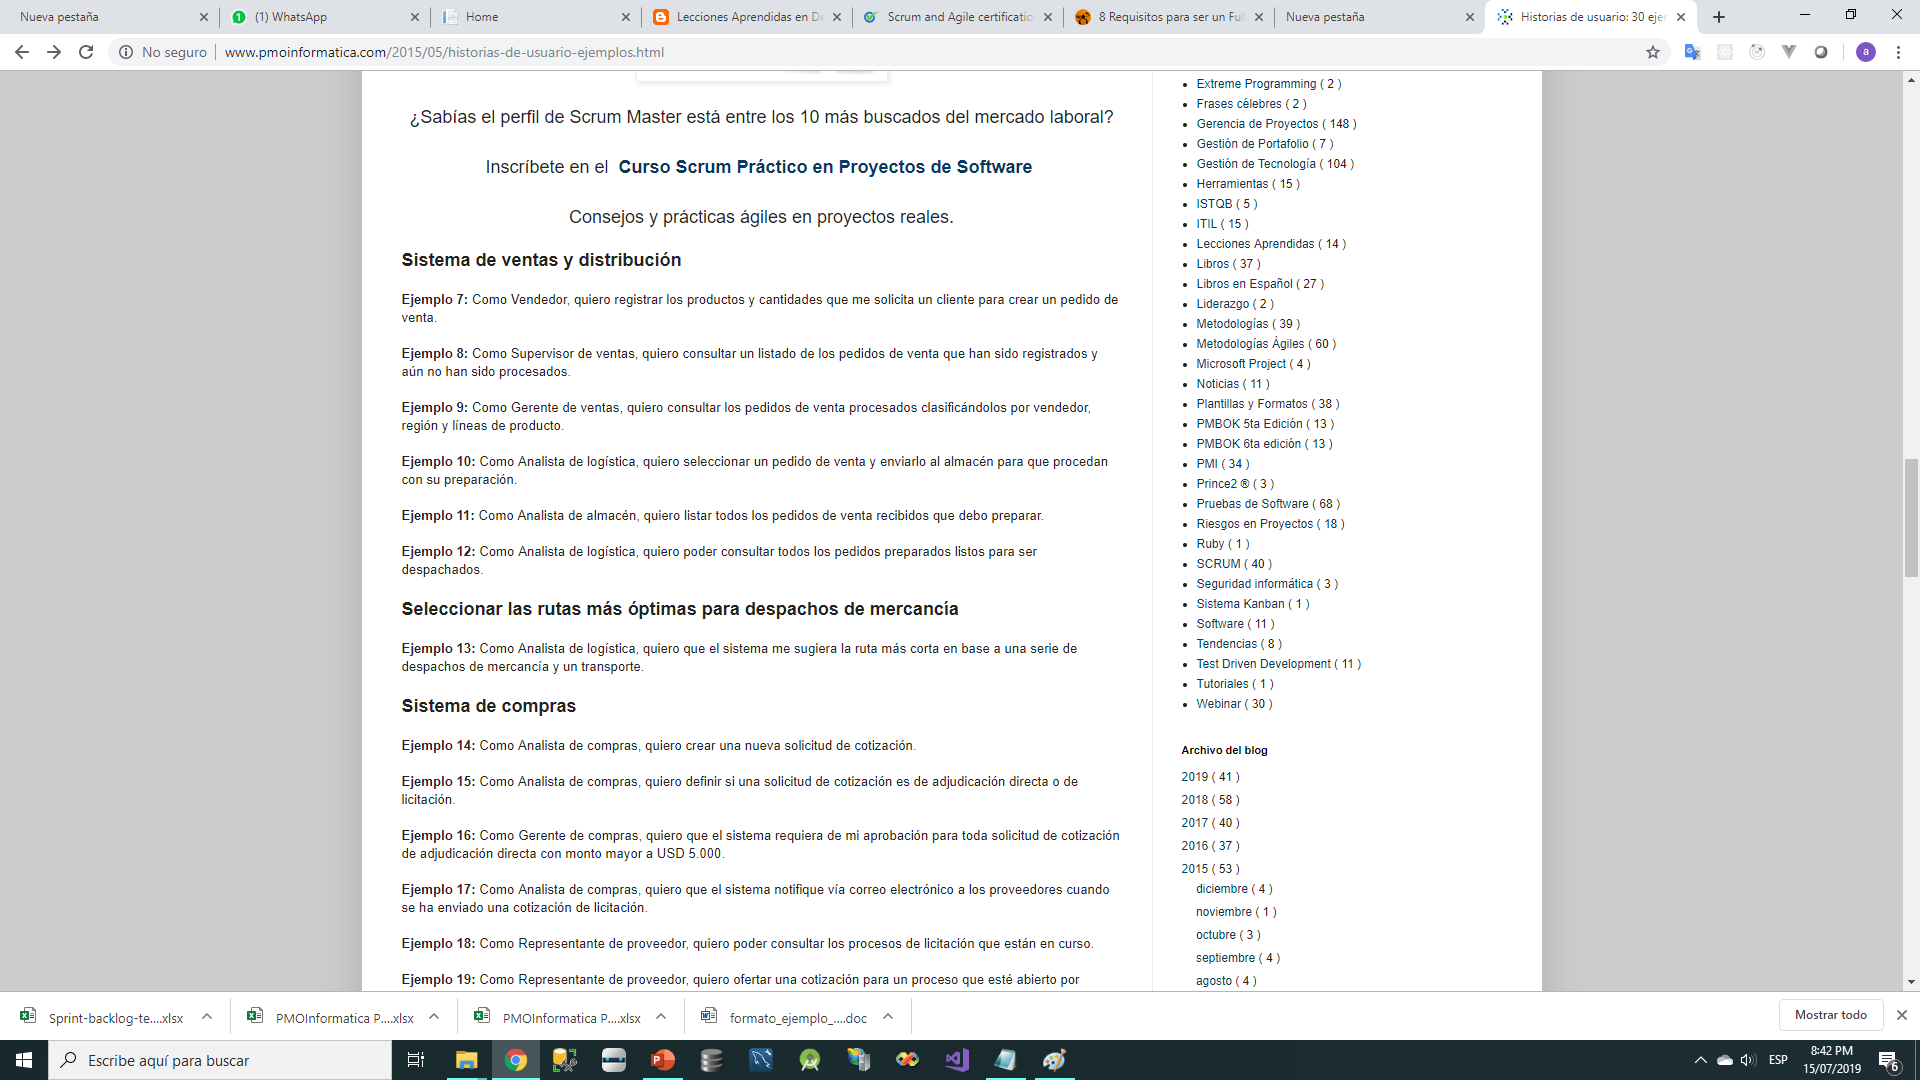 Nueva pestaña
(1) WhatsApp
Home
Lecciones Aprendidas en De
Scrum and Agile certificatio
8 Requisitos para ser un Full
Nueva pestaña
Historias de usuario: 30 ejer
No seguro
www.pmoinformatica.com/2015/05/historias-de-usuario-ejemplos.html
a
¿Sabías el perfil de Scrum Master está entre los 10 más buscados del mercado laboral?
Inscríbete en el Curso Scrum Práctico en Proyectos de Software
Consejos y prácticas ágiles en proyectos reales.
Sistema de ventas y distribución
Ejemplo 7: Como Vendedor, quiero registrar los productos y cantidades que me solicita un cliente para crear un pedido de
venta.
Ejemplo 8: Como Supervisor de ventas, quiero consultar un listado de los pedidos de venta que han sido registrados y
aún no han sido procesados.
Ejemplo 9: Como Gerente de ventas, quiero consultar los pedidos de venta procesados clasificándolos por vendedor,
región y líneas de producto.
Ejemplo 10: Como Analista de logística, quiero seleccionar un pedido de venta y enviarlo al almacén para que procedan
con su preparación.
Ejemplo 11: Como Analista de almacén, quiero listar todos los pedidos de venta recibidos que debo preparar.
Ejemplo 12: Como Analista de logística, quiero poder consultar todos los pedidos preparados listos para ser
despachados.
Seleccionar las rutas más óptimas para despachos de mercancía
Ejemplo 13: Como Analista de logística, quiero que el sistema me sugiera la ruta más corta en base a una serie de
despachos de mercancía y un transporte.
Sistema de compras
Ejemplo 14: Como Analista de compras, quiero crear una nueva solicitud de cotización.
Ejemplo 15: Como Analista de compras, quiero definir si una solicitud de cotización es de adjudicación directa o de
licitación.
Ejemplo 16: Como Gerente de compras, quiero que el sistema requiera de mi aprobación para toda solicitud de cotización
de adjudicación directa con monto mayor a USD 5.000.
Ejemplo 17: Como Analista de compras, quiero que el sistema notifique vía correo electrónico a los proveedores cuando
se ha enviado una cotización de licitación.
Ejemplo 18: Como Representante de proveedor, quiero poder consultar los procesos de licitación que están en curso.
Ejemplo 19: Como Representante de proveedor, quiero ofertar una cotización para un proceso que esté abierto por
Extreme Programming ( 2 )
Frases célebres ( 2 )
Gerencia de Proyectos ( 148 )
Gestión de Portafolio ( 7 )
Gestión de Tecnología ( 104 )
Herramientas ( 15 )
ISTQB ( 5 )
ITIL ( 15 )
Lecciones Aprendidas ( 14 )
Libros ( 37 )
Libros en Español ( 27 )
Liderazgo ( 2 )
Metodologías ( 39 )
Metodologías Ágiles ( 60 )
Microsoft Project ( 4 )
Noticias ( 11 )
Plantillas y Formatos ( 38 )
PMBOK 5ta Edición ( 13 )
PMBOK 6ta edición ( 13 )
PMI ( 34 )
Prince2 ® ( 3 )
Pruebas de Software ( 68 )
Riesgos en Proyectos ( 18 )
Ruby ( 1 )
SCRUM ( 40 )
Seguridad informática ( 3 )
Sistema Kanban ( 1 )
Software ( 11 )
Tendencias ( 8 )
Test Driven Development ( 11 )
Tutoriales ( 1 )
Webinar ( 30 )
Archivo del blog
2019 ( 41 )
2018 ( 58 )
2017 ( 40 )
2016 ( 37 )
2015 ( 53 )
diciembre ( 4 )
noviembre ( 1 )
octubre ( 3 )
septiembre ( 4 )
agosto ( 4 )
Sprint-backlog-te....xlsx
PMOInformatica P....xlsx
PMOInformatica P....xlsx
formato_ejemplo_....doc
Mostrar todo
Escribe aquí para buscar
ESP
8:42 PM
15/07/2019
6